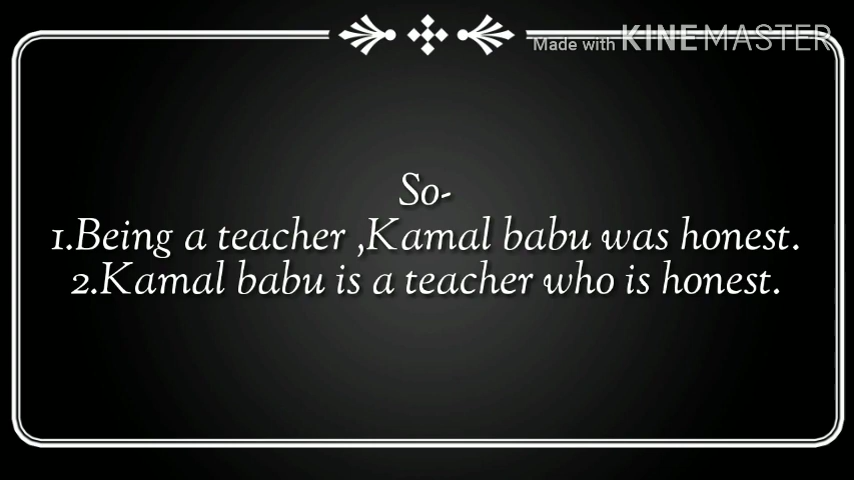 Made with KINEMASTER
So-
1.Being a teacher ,Kamal babu was honest.
2.Kamal babu is a teacher who is honest.